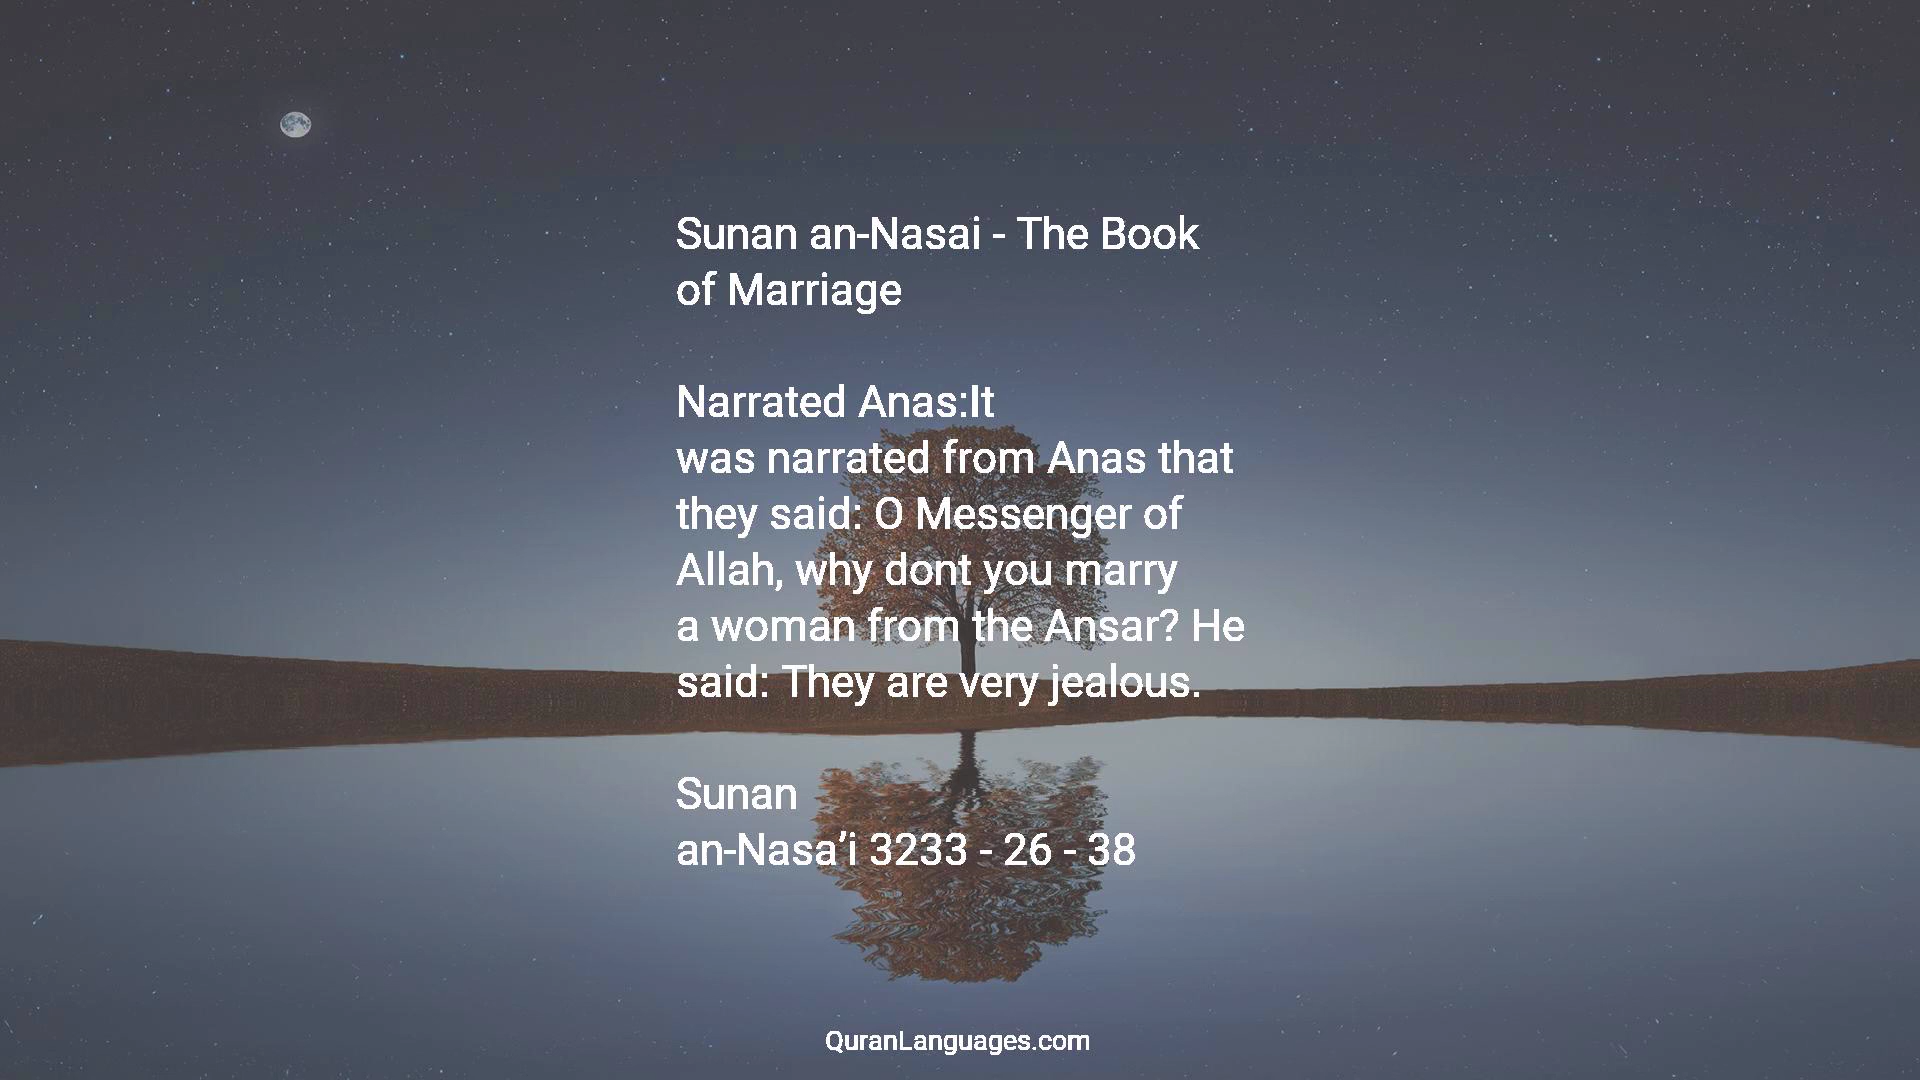 Sunan an-Nasai - The Book
of Marriage
Narrated Anas:It
was narrated from Anas that
they said: O Messenger of
Allah, why dont you marry
a woman from the Ansar? He
said: They are very jealous.
Sunan
an-Nasa’i 3233 - 26 - 38
QuranLanguages.com